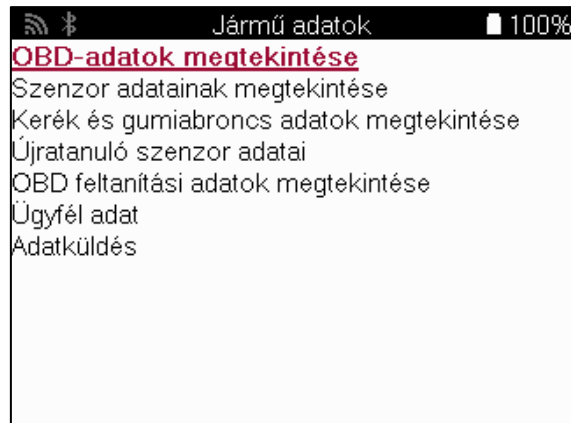 Jármű adatok 100%
OBD-adatok megtekintése
Szenzor adatainak megtekintése
Kerék és gumiabroncs adatok megtekintése
Újratanuló szenzor adatai
OBD feltanítási adatok megtekintése
Ügyfél adat
Adatküldés